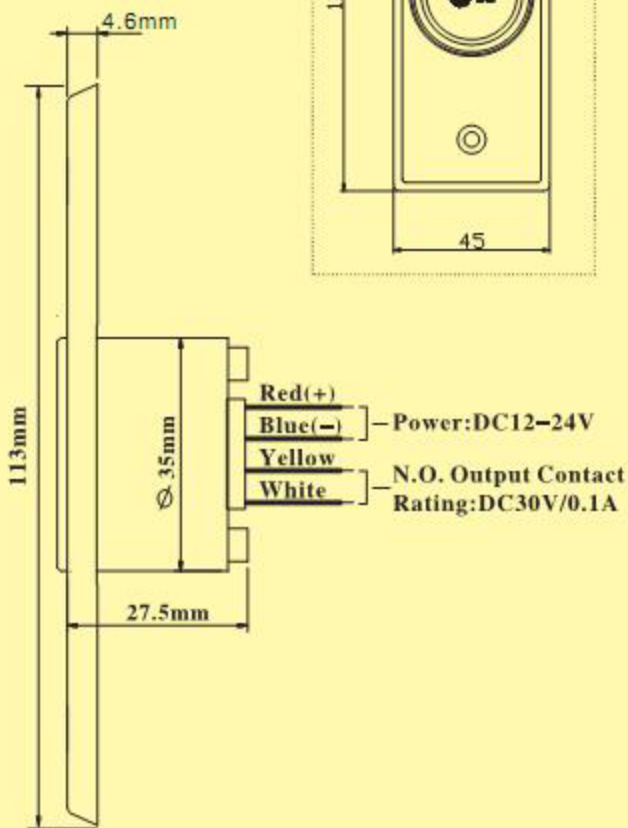 4.6mm
45
Red(+)
Blue(−)
Power:DC12−24V
Yellow
White
N.O. Output Contact
Rating:DC30V/0.1A
113mm
Ø 35mm
27.5mm